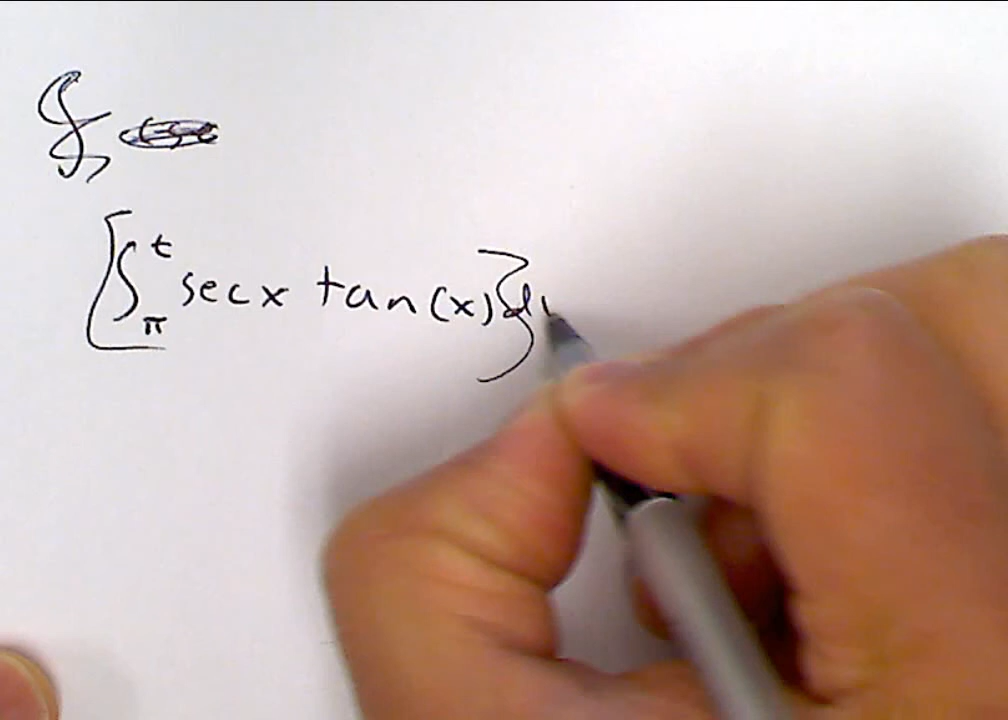 [∫_π^t sec x tan(x)} d